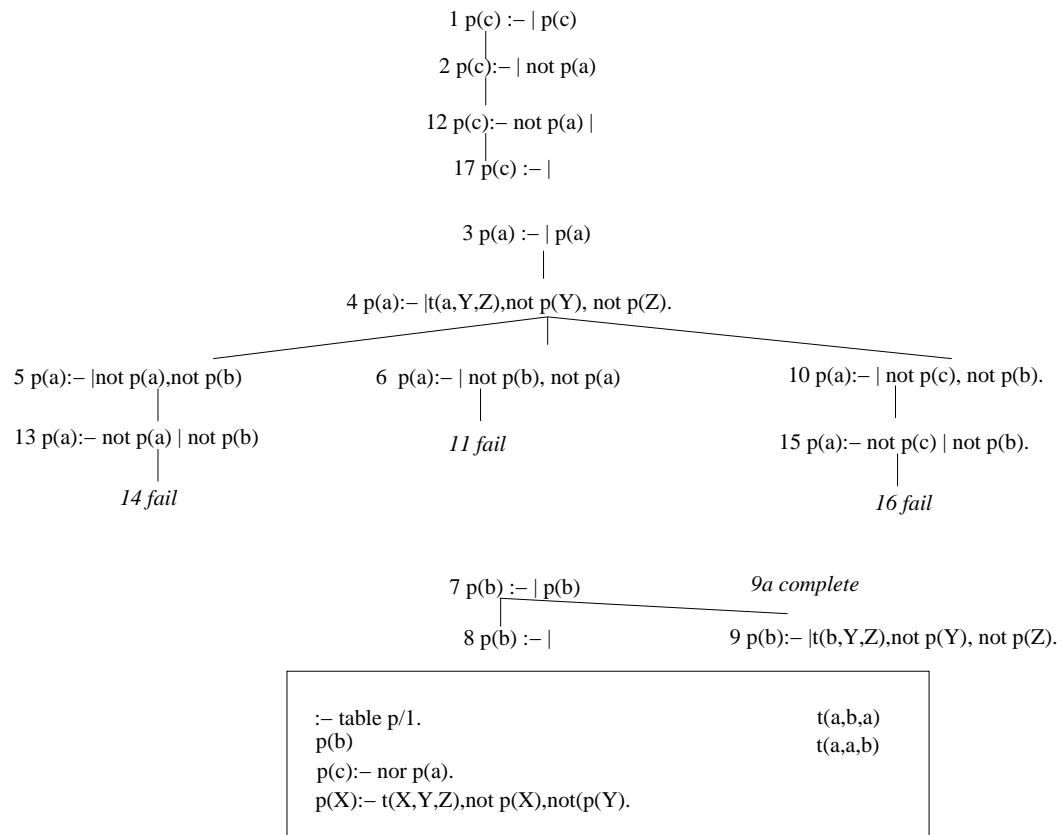 1 p(c) :– | p(c)
2 p(c):– | not p(a)
12 p(c):– not p(a) |
17 p(c) :– |
3 p(a) :– | p(a)
4 p(a):– |t(a,Y,Z),not p(Y), not p(Z).
5 p(a):– |not p(a),not p(b)
6 p(a):– | not p(b), not p(a)
10 p(a):– | not p(c), not p(b).
13 p(a):– not p(a) | not p(b)
11 fail
15 p(a):– not p(c) | not p(b).
14 fail
16 fail
7 p(b) :– | p(b)
9a complete
8 p(b) :– |
9 p(b):– |t(b,Y,Z),not p(Y), not p(Z).
:– table p/1.
t(a,b,a)
p(b)
t(a,a,b)
p(c):– nor p(a).
p(X):– t(X,Y,Z),not p(X),not(p(Y).